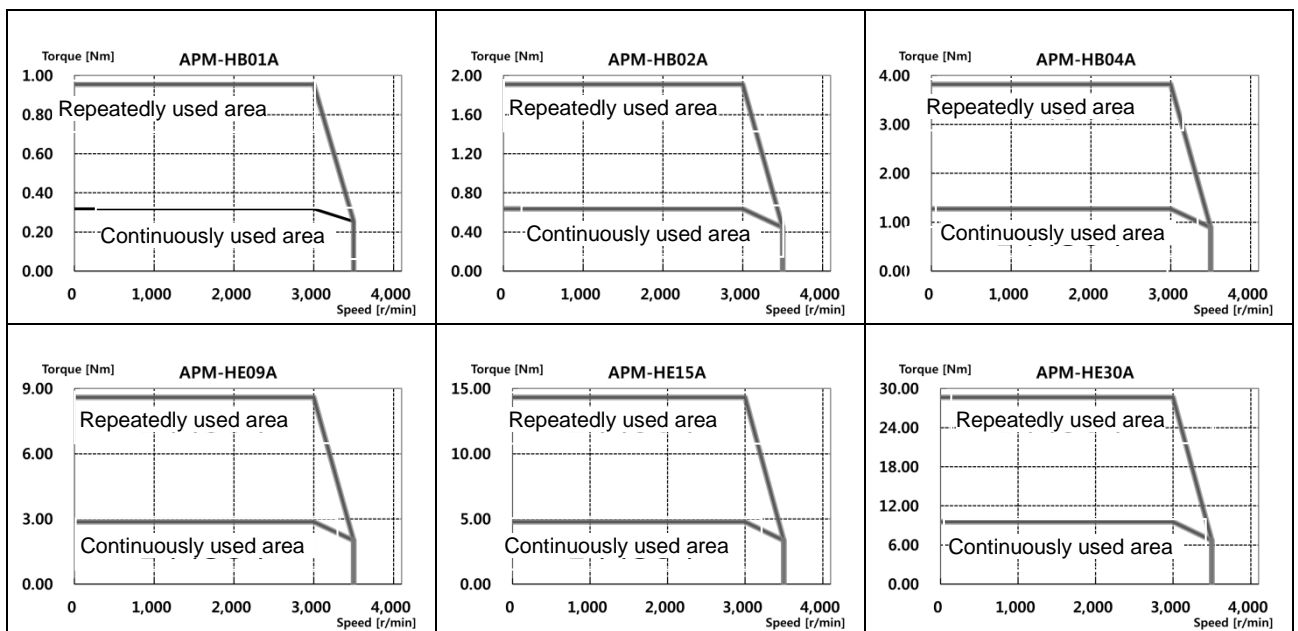 Torque [Nm] APM-HB01A
1.00
0.80
0.60
0.40
0.20
0.00
Repeatedly used area
Continuously used area
0 1,000 2,000 3,000 4,000
Speed [r/min]
Torque [Nm] APM-HB02A
2.00
1.60
1.20
0.80
0.40
0.00
Repeatedly used area
Continuously used area
0 1,000 2,000 3,000 4,000
Speed [r/min]
Torque [Nm] APM-HB04A
4.00
3.00
2.00
1.00
0.00
Repeatedly used area
Continuously used area
0 1,000 2,000 3,000 4,000
Speed [r/min]
Torque [Nm] APM-HE09A
9.00
6.00
3.00
0.00
Repeatedly used area
Continuously used area
0 1,000 2,000 3,000 4,000
Speed [r/min]
Torque [Nm] APM-HE15A
15.00
10.00
5.00
0.00
Repeatedly used area
Continuously used area
0 1,000 2,000 3,000 4,000
Speed [r/min]
Torque [Nm] APM-HE30A
30.00
24.00
18.00
12.00
6.00
0.00
Repeatedly used area
Continuously used area
0 1,000 2,000 3,000 4,000
Speed [r/min]